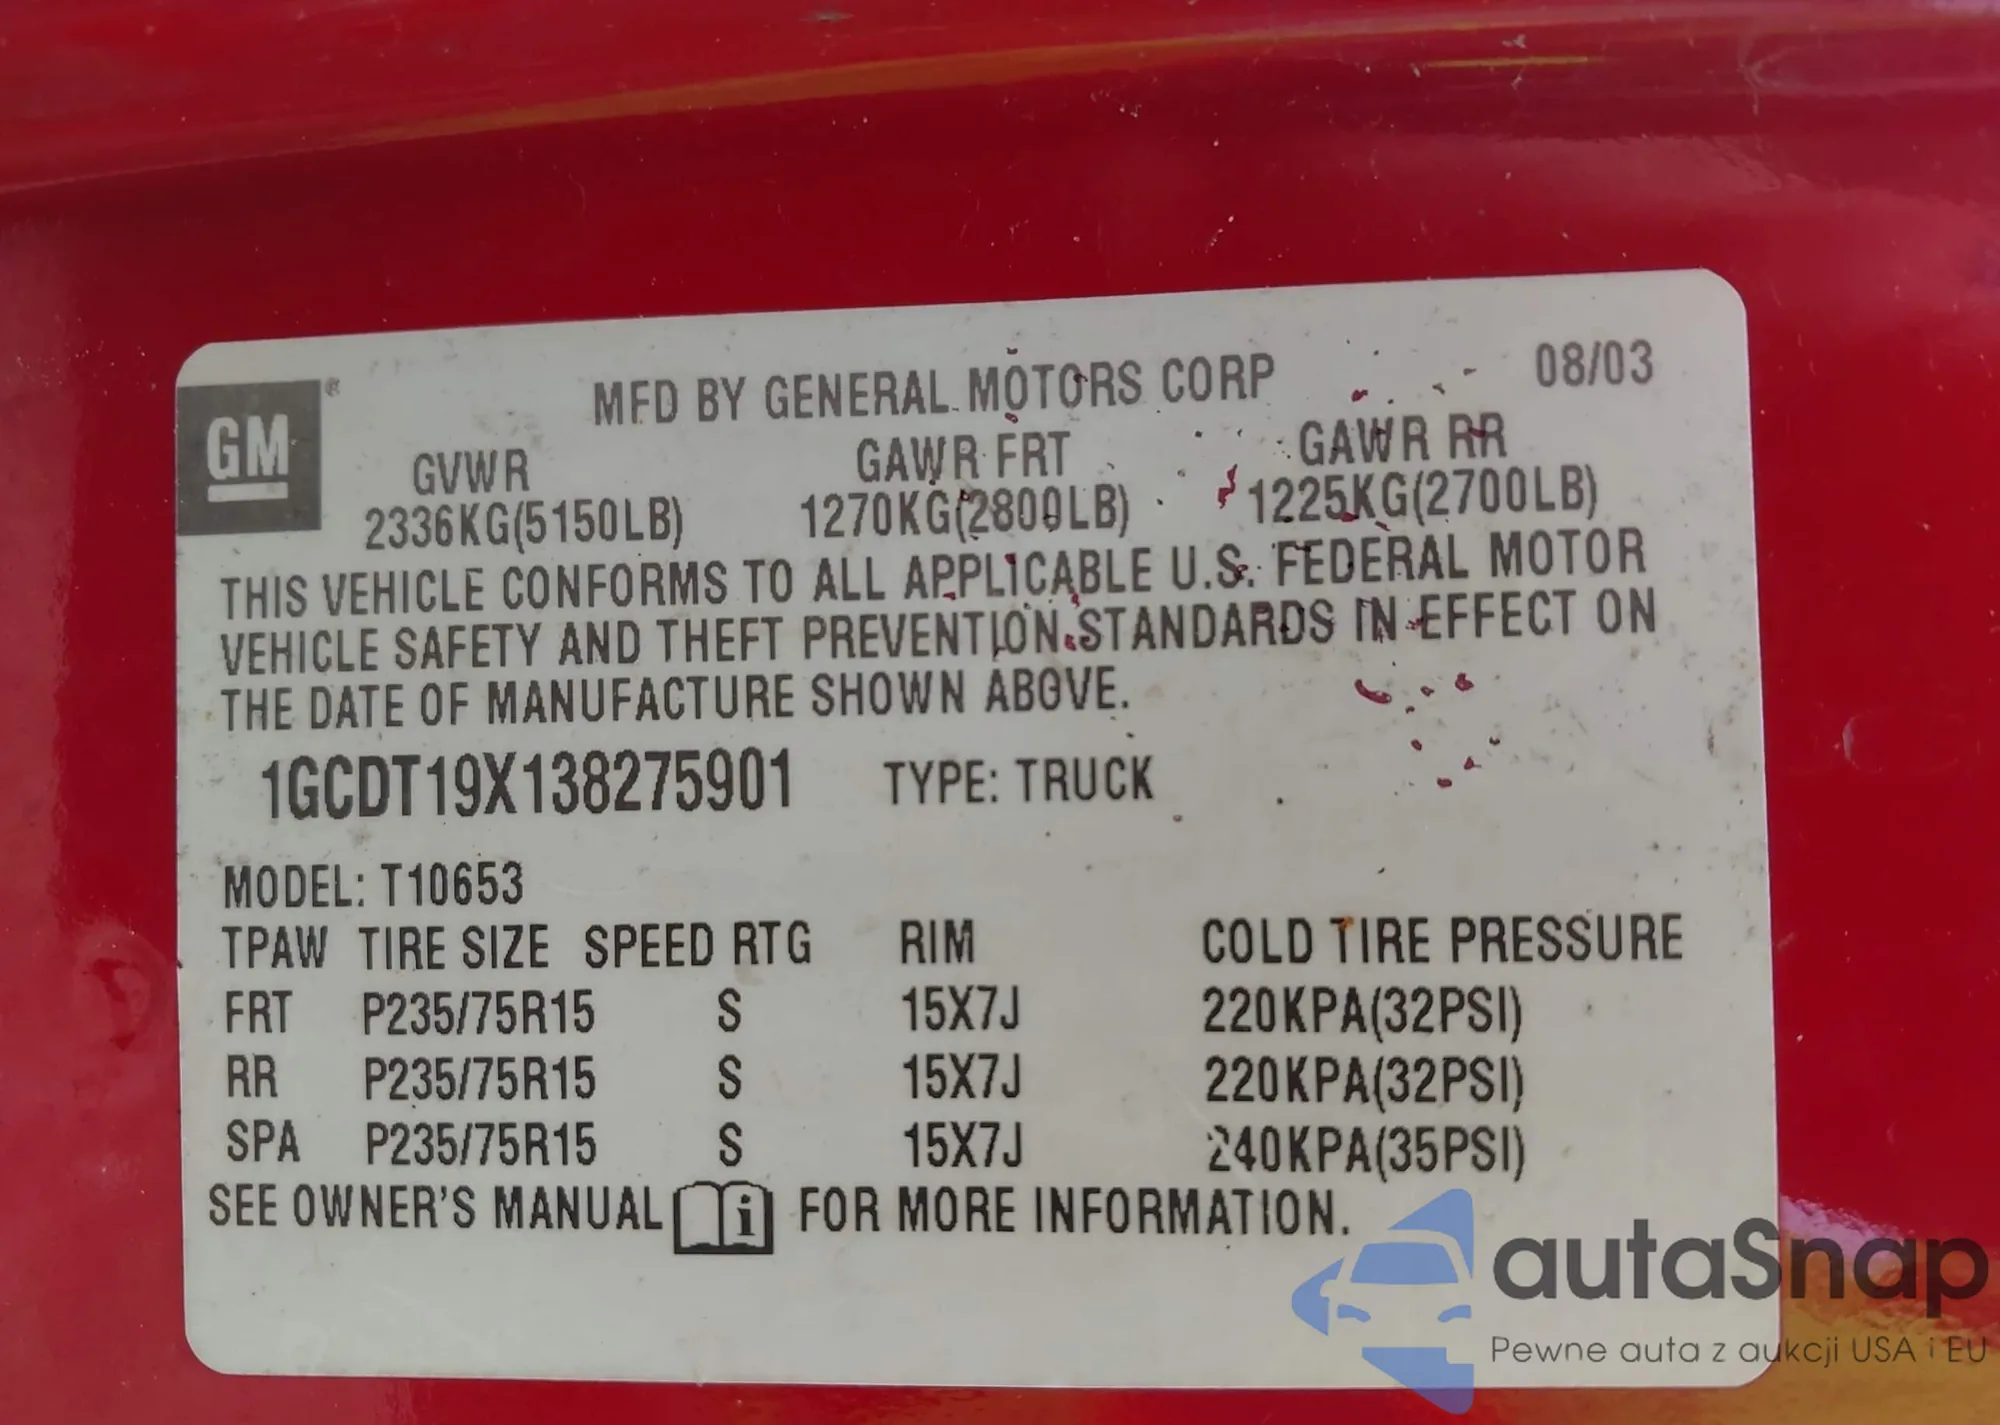 MFD BY GENERAL MOTORS CORP 08/03
GM ®
GVWR GAWR FRT GAWR RR
2336KG(5150LB) 1270KG(2800LB) 1225KG(2700LB)
THIS VEHICLE CONFORMS TO ALL APPLICABLE U.S. FEDERAL MOTOR
VEHICLE SAFETY AND THEFT PREVENTION STANDARDS IN EFFECT ON
THE DATE OF MANUFACTURE SHOWN ABOVE.
1GCDT19X138275901 TYPE: TRUCK
MODEL: T10653
TPAW TIRE SIZE SPEED RTG RIM COLD TIRE PRESSURE
FRT P235/75R15 S 15X7J 220KPA(32PSI)
RR P235/75R15 S 15X7J 220KPA(32PSI)
SPA P235/75R15 S 15X7J 240KPA(35PSI)
SEE OWNER'S MANUAL i FOR MORE INFORMATION.
autaSnap
Pewne auta z aukcji USA i EU